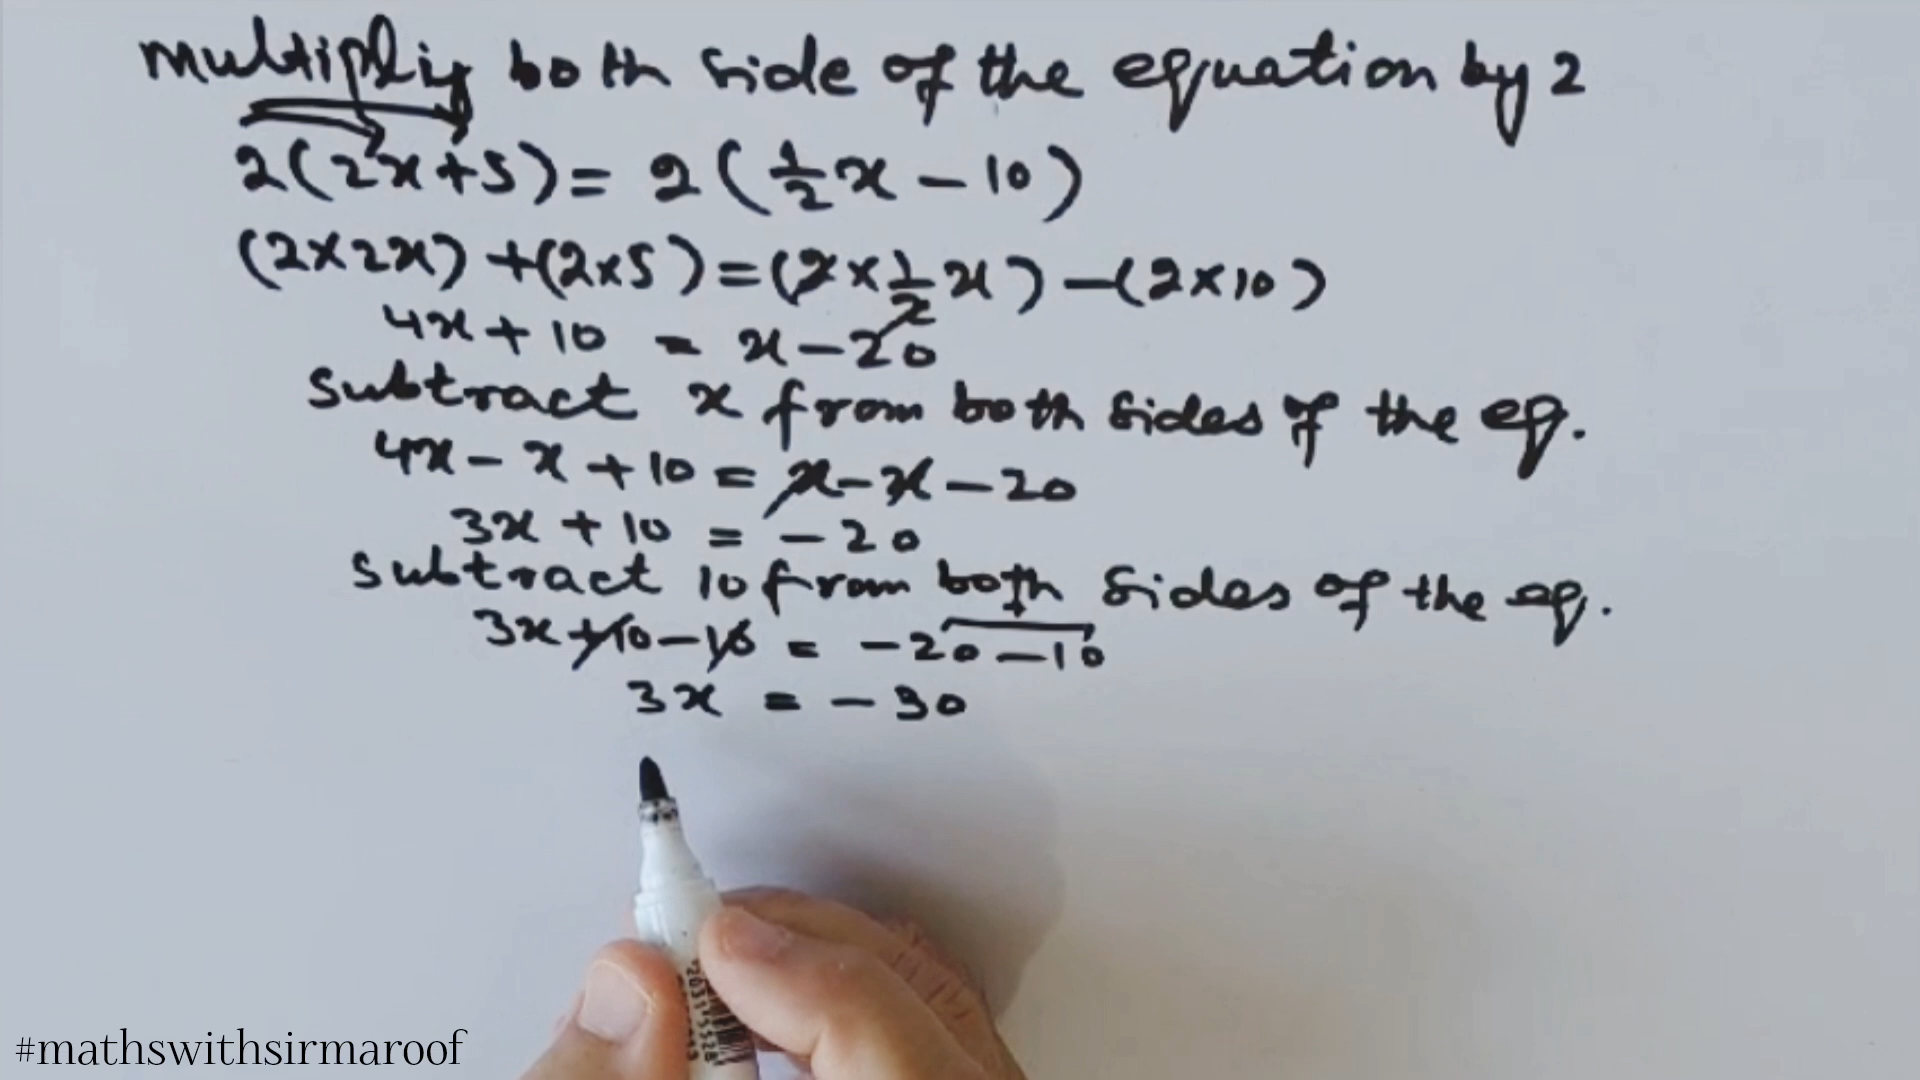 multiply both side of the equation by 2
2(2x+5)= 2(½x-10)
(2×2x)+(2×5)=(2×½x)-(2×10)
4x+10 = x-20
Subtract x from both sides of the eq.
4x-x+10 = x-x-20
3x+10 = -20
Subtract 10 from both sides of the eq.
3x+10-10 = -20-10
3x = -30
#mathswithsirmaroof